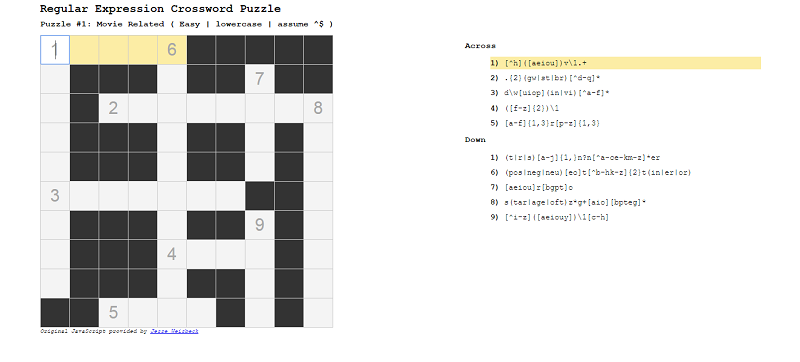 Regular Expression Crossword Puzzle
Puzzle #1: Movie Related ( Easy | lowercase | assume ^$ )
1 6
7
2 8
3
9
4
5
Original JavaScript provided by Jesse Weisbeck
Across
1) [^h]([aeiou])v\1.+
2) .{2}(gw|st|br)[^d-q]*
3) d\w[uiop](in|vi)[^a-f]*
4) ([f-z]{2})\1
5) [a-f]{1,3}r[p-z]{1,3}
Down
1) (t|r|s)[a-j]{1,}n?n[^a-ce-km-z]*er
6) (pos|neg|neu)[eo]t[^b-hk-z]{2}t(in|er|or)
7) [aeiou]r[bgpt]o
8) s(tar|age|oft)z*g+[aio][bpteg]*
9) [^i-z]([aeiouy])\1[c-h]